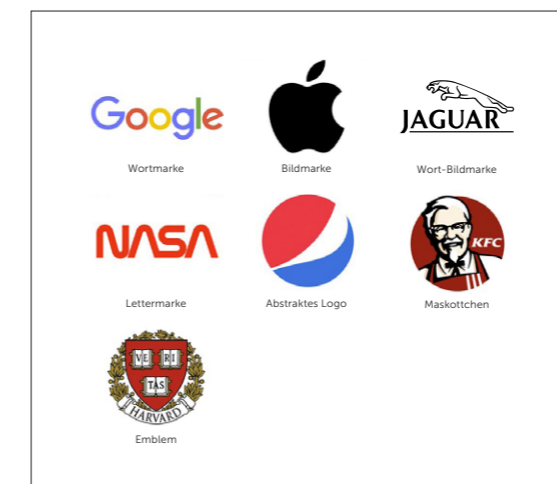 Google
JAGUAR
Wortmarke
Bildmarke
Wort-Bildmarke
NASA
KFC
Lettermarke
Abstraktes Logo
Maskottchen
VE RI
TAS
HARVARD
Emblem